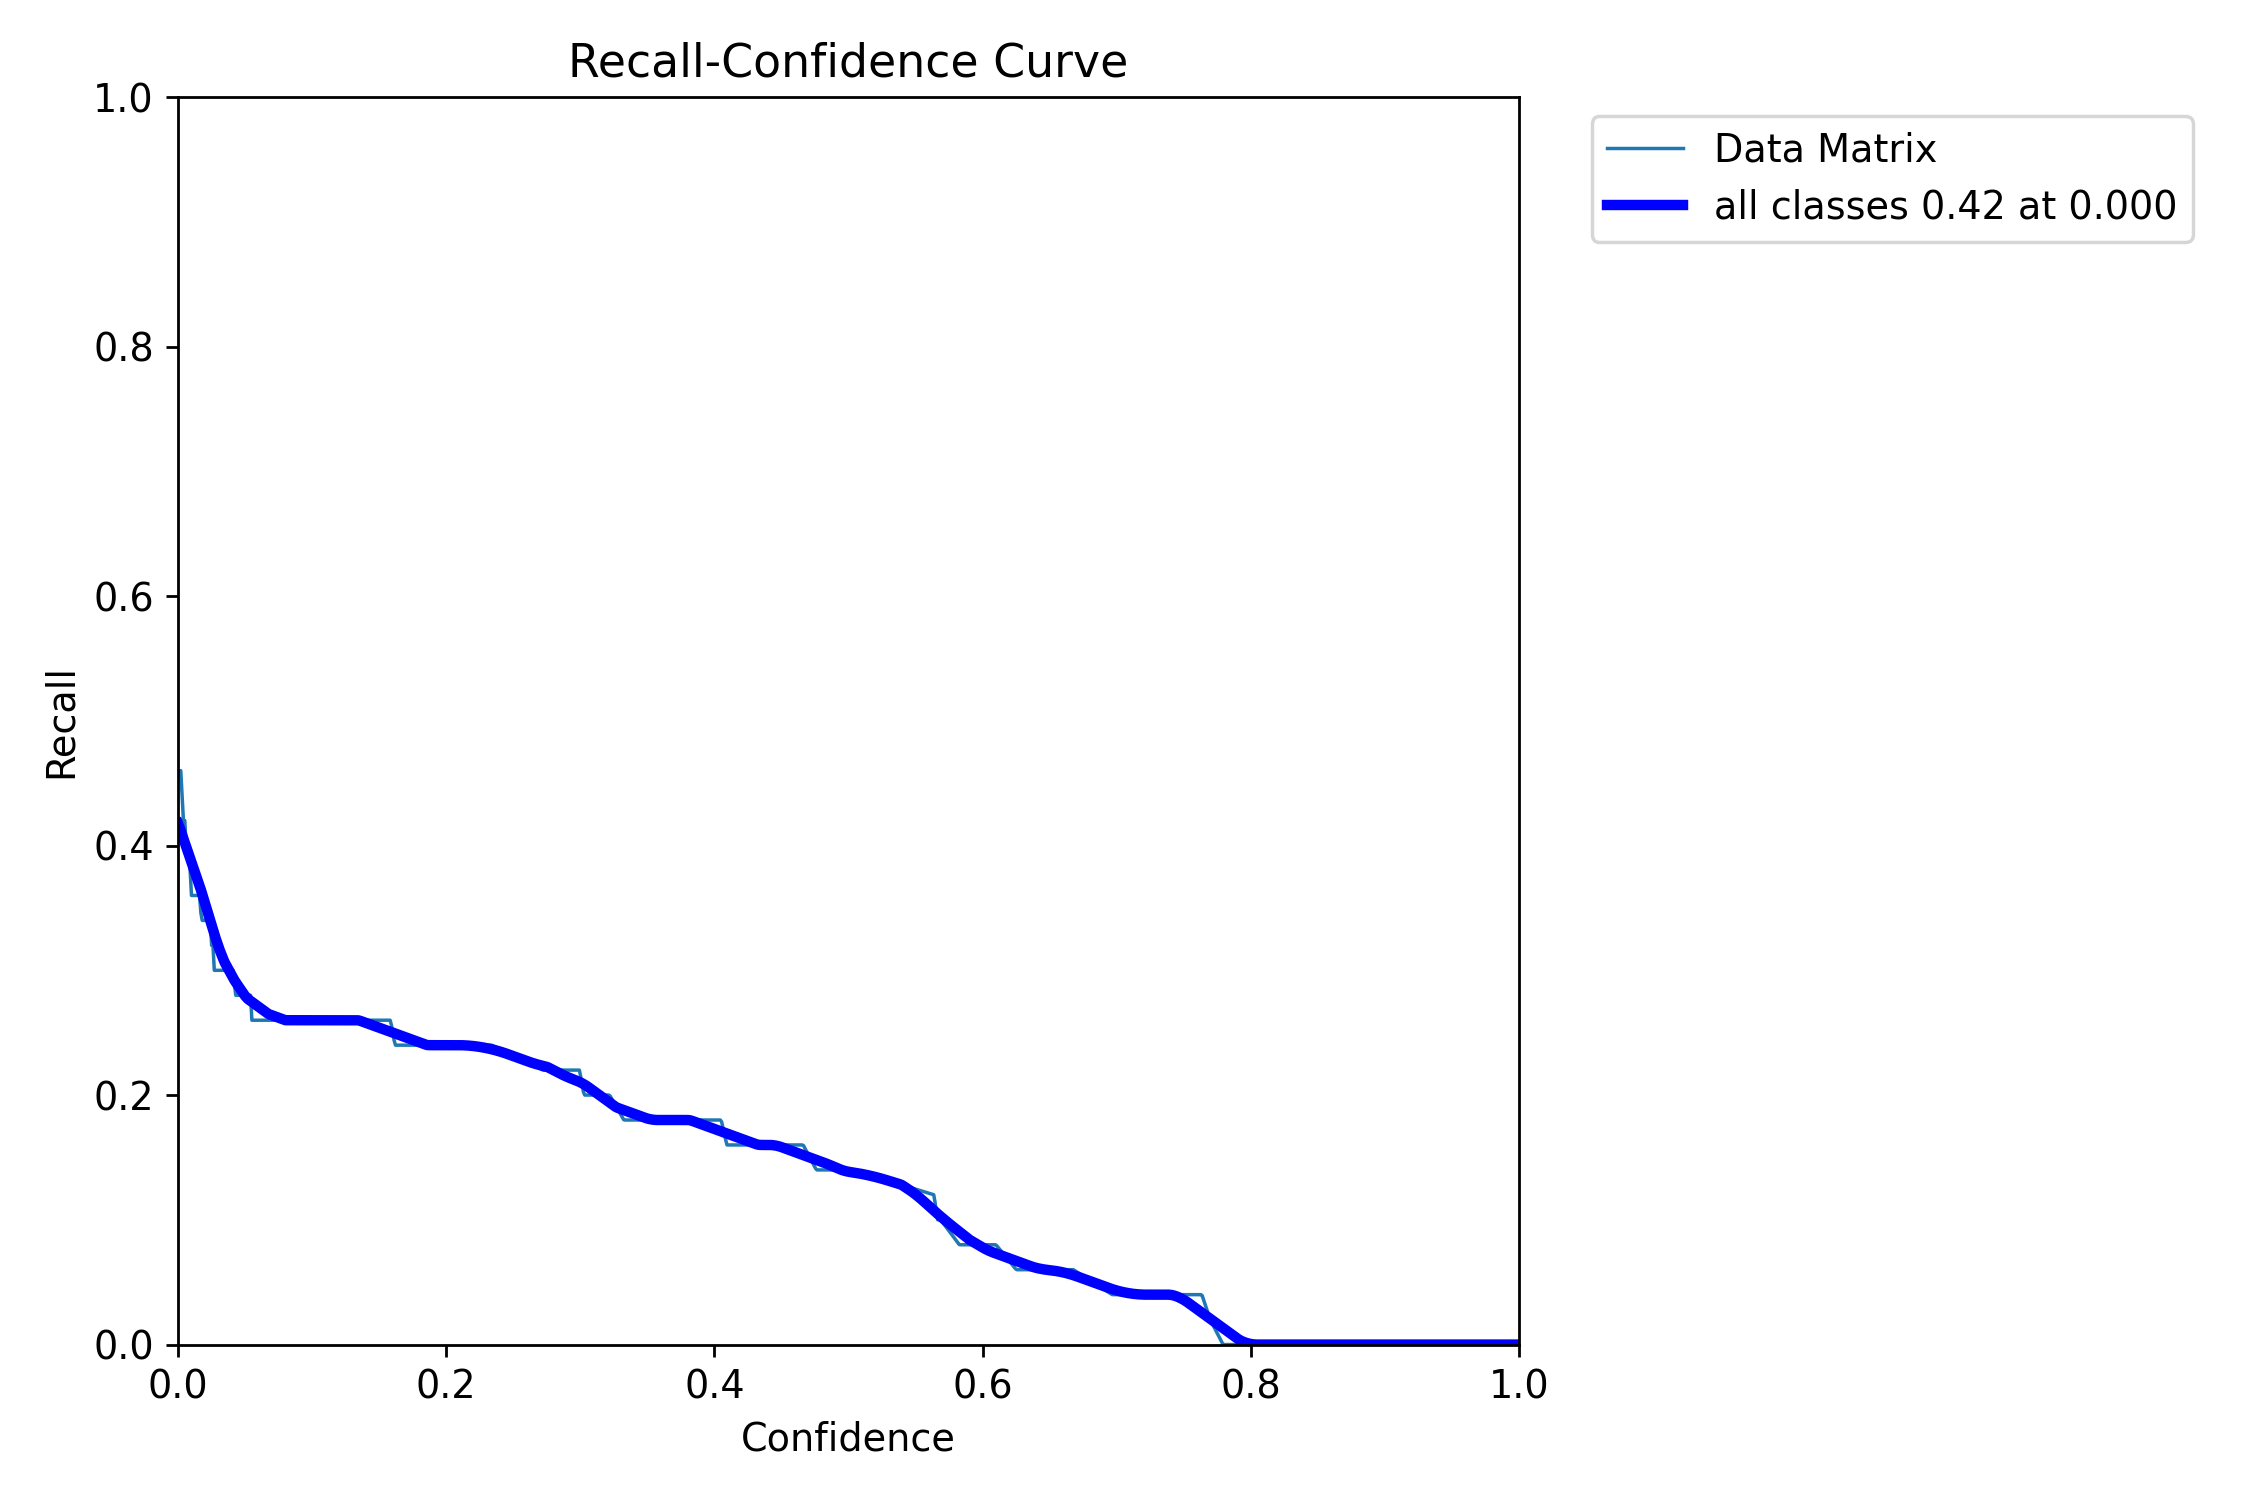 Recall-Confidence Curve
1.0
0.8
0.6
0.4
0.2
0.0
Recall
0.0 0.2 0.4 0.6 0.8 1.0
Confidence
Data Matrix
all classes 0.42 at 0.000